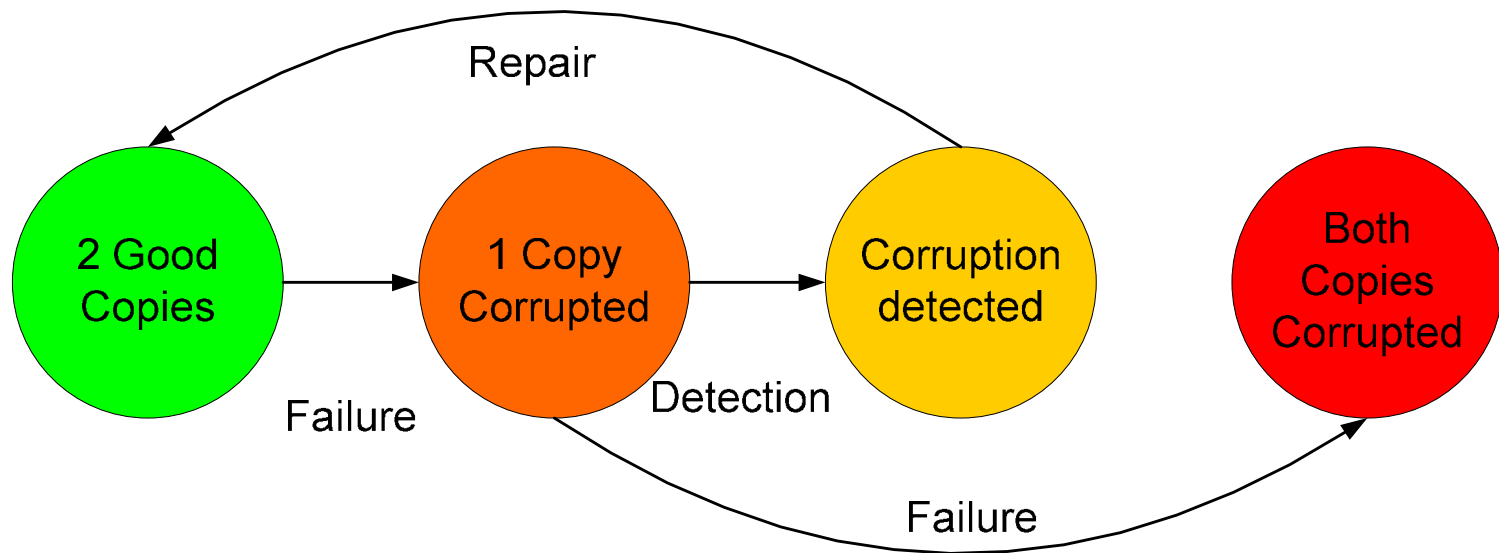 Repair
2 Good
Copies
1 Copy
Corrupted
Corruption
detected
Both
Copies
Corrupted
Failure
Detection
Failure